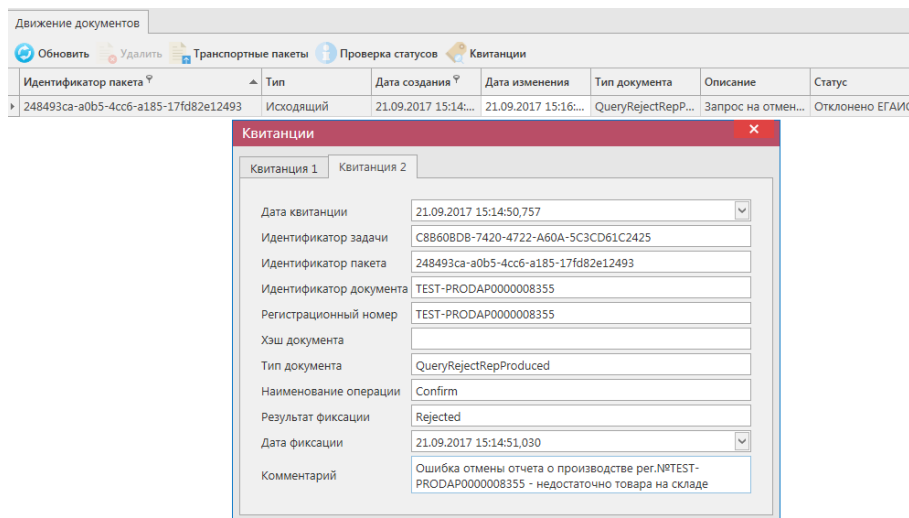 Движение документов
Обновить Удалить Транспортные пакеты Проверка статусов Квитанции
Идентификатор пакета Тип Дата создания Дата изменения Тип документа Описание Статус
248493ca-a0b5-4cc6-a185-17fd82e12493 Исходящий 21.09.2017 15:14:... 21.09.2017 15:16:... QueryRejectRepP... Запрос на отмен... Отклонено ЕГАИС
Квитанции
Квитанция 1 Квитанция 2
Дата квитанции 21.09.2017 15:14:50,757
Идентификатор задачи C8B60BDB-7420-4722-A60A-5C3CD61C2425
Идентификатор пакета 248493ca-a0b5-4cc6-a185-17fd82e12493
Идентификатор документа TEST-PRODAP0000008355
Регистрационный номер TEST-PRODAP0000008355
Хэш документа
Тип документа QueryRejectRepProduced
Наименование операции Confirm
Результат фиксации Rejected
Дата фиксации 21.09.2017 15:14:51,030
Комментарий Ошибка отмены отчета о производстве рег.№TEST-
PRODAP0000008355 - недостаточно товара на складе